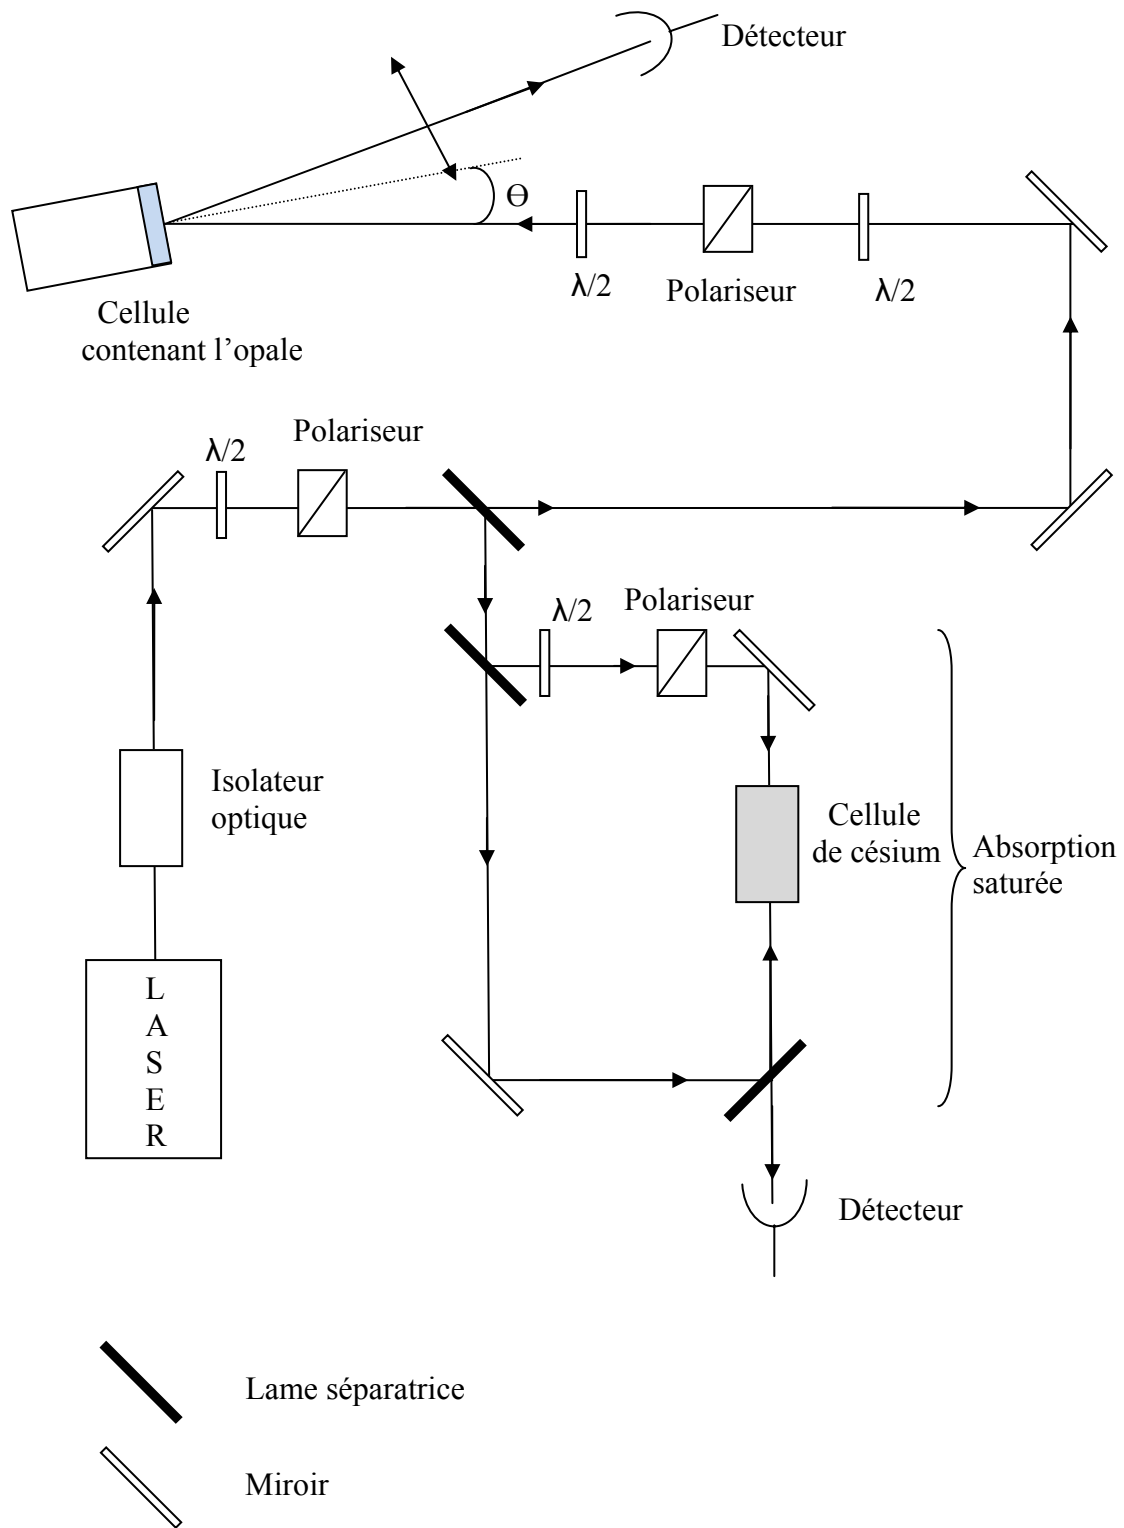 Détecteur
Θ
λ/2
Polariseur
λ/2
Cellule
contenant l’opale
Polariseur
λ/2
Polariseur
λ/2
Isolateur
optique
Cellule
de césium
Absorption
saturée
L
A
S
E
R
Détecteur
Lame séparatrice
Miroir